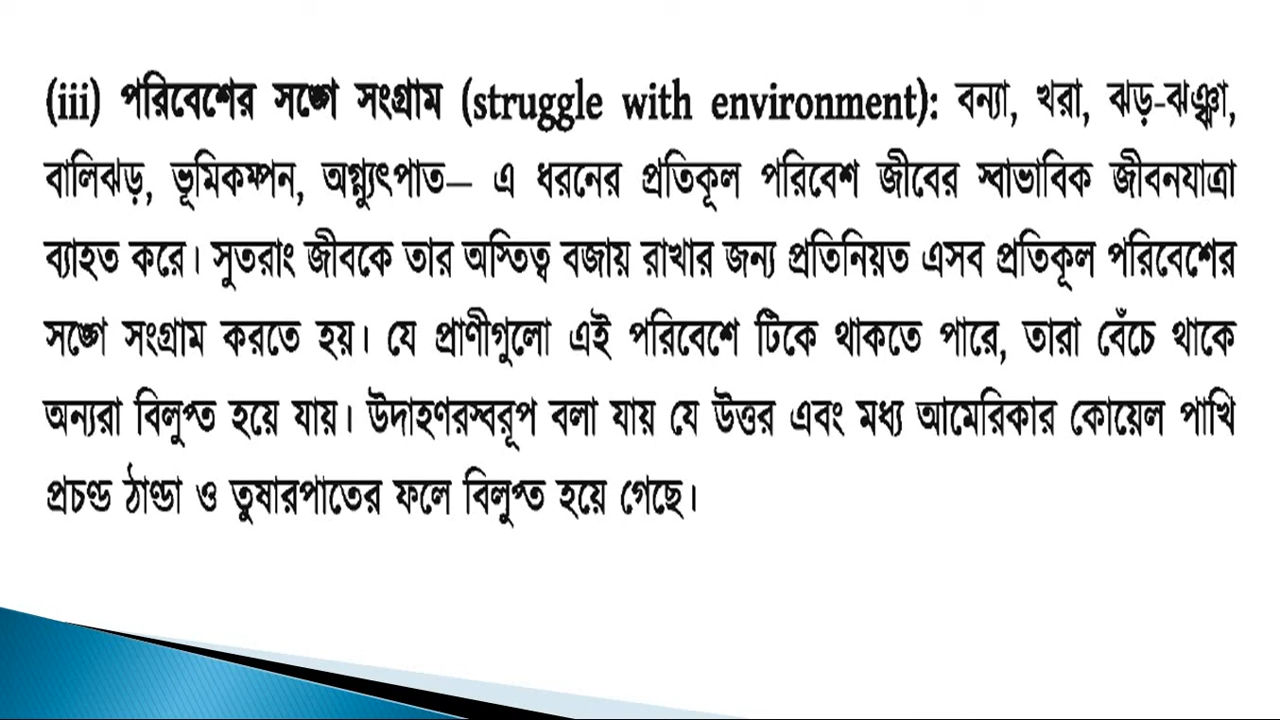 (iii) পরিবেশের সঙ্গে সংগ্রাম (struggle with environment): বন্যা, খরা, ঝড়-ঝঞ্ঝা,
বালিঝড়, ভূমিকম্পন, অগ্ন্যুৎপাত– এ ধরনের প্রতিকূল পরিবেশ জীবের স্বাভাবিক জীবনযাত্রা
ব্যাহত করে। সুতরাং জীবকে তার অস্তিত্ব বজায় রাখার জন্য প্রতিনিয়ত এসব প্রতিকূল পরিবেশের
সঙ্গে সংগ্রাম করতে হয়। যে প্রাণীগুলো এই পরিবেশে টিকে থাকতে পারে, তারা বেঁচে থাকে
অন্যরা বিলুপ্ত হয়ে যায়। উদাহণরস্বরূপ বলা যায় যে উত্তর এবং মধ্য আমেরিকার কোয়েল পাখি
প্রচণ্ড ঠাণ্ডা ও তুষারপাতের ফলে বিলুপ্ত হয়ে গেছে।